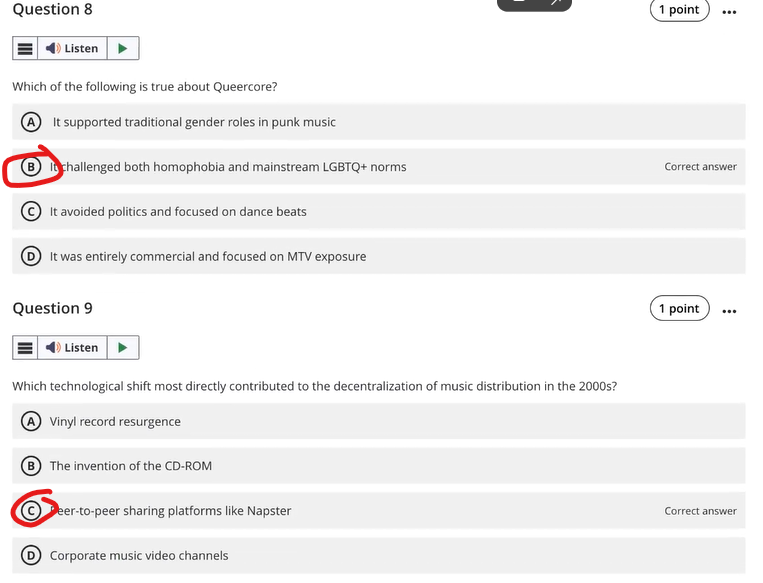 Question 8
1 point
Listen
Which of the following is true about Queercore?
A It supported traditional gender roles in punk music
B It challenged both homophobia and mainstream LGBTQ+ norms Correct answer
C It avoided politics and focused on dance beats
D It was entirely commercial and focused on MTV exposure
Question 9
1 point
Listen
Which technological shift most directly contributed to the decentralization of music distribution in the 2000s?
A Vinyl record resurgence
B The invention of the CD-ROM
C Peer-to-peer sharing platforms like Napster Correct answer
D Corporate music video channels